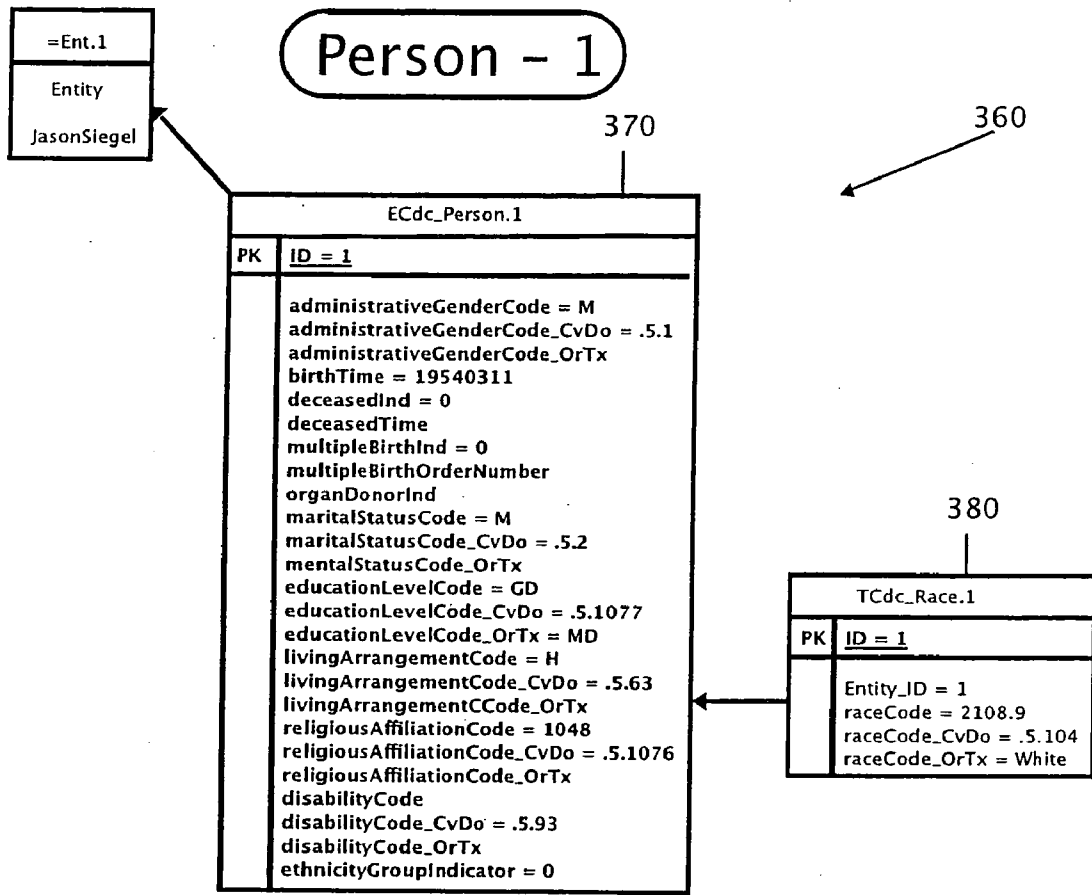 =Ent.1
Entity
JasonSiegel
Person - 1
370
360
ECdc_Person.1
PK ID = 1
administrativeGenderCode = M
administrativeGenderCode_CvDo = .5.1
administrativeGenderCode_OrTx
birthTime = 19540311
deceasedInd = 0
deceasedTime
multipleBirthInd = 0
multipleBirthOrderNumber
organDonorInd
maritalStatusCode = M
maritalStatusCode_CvDo = .5.2
mentalStatusCode_OrTx
educationLevelCode = GD
educationLevelCode_CvDo = .5.1077
educationLevelCode_OrTx = MD
livingArrangementCode = H
livingArrangementCode_CvDo = .5.63
livingArrangementCCode_OrTx
religiousAffiliationCode = 1048
religiousAffiliationCode_CvDo = .5.1076
religiousAffiliationCode_OrTx
disabilityCode
disabilityCode_CvDo = .5.93
disabilityCode_OrTx
ethnicityGroupIndicator = 0
380
TCdc_Race.1
PK ID = 1
Entity_ID = 1
raceCode = 2108.9
raceCode_CvDo = .5.104
raceCode_OrTx = White